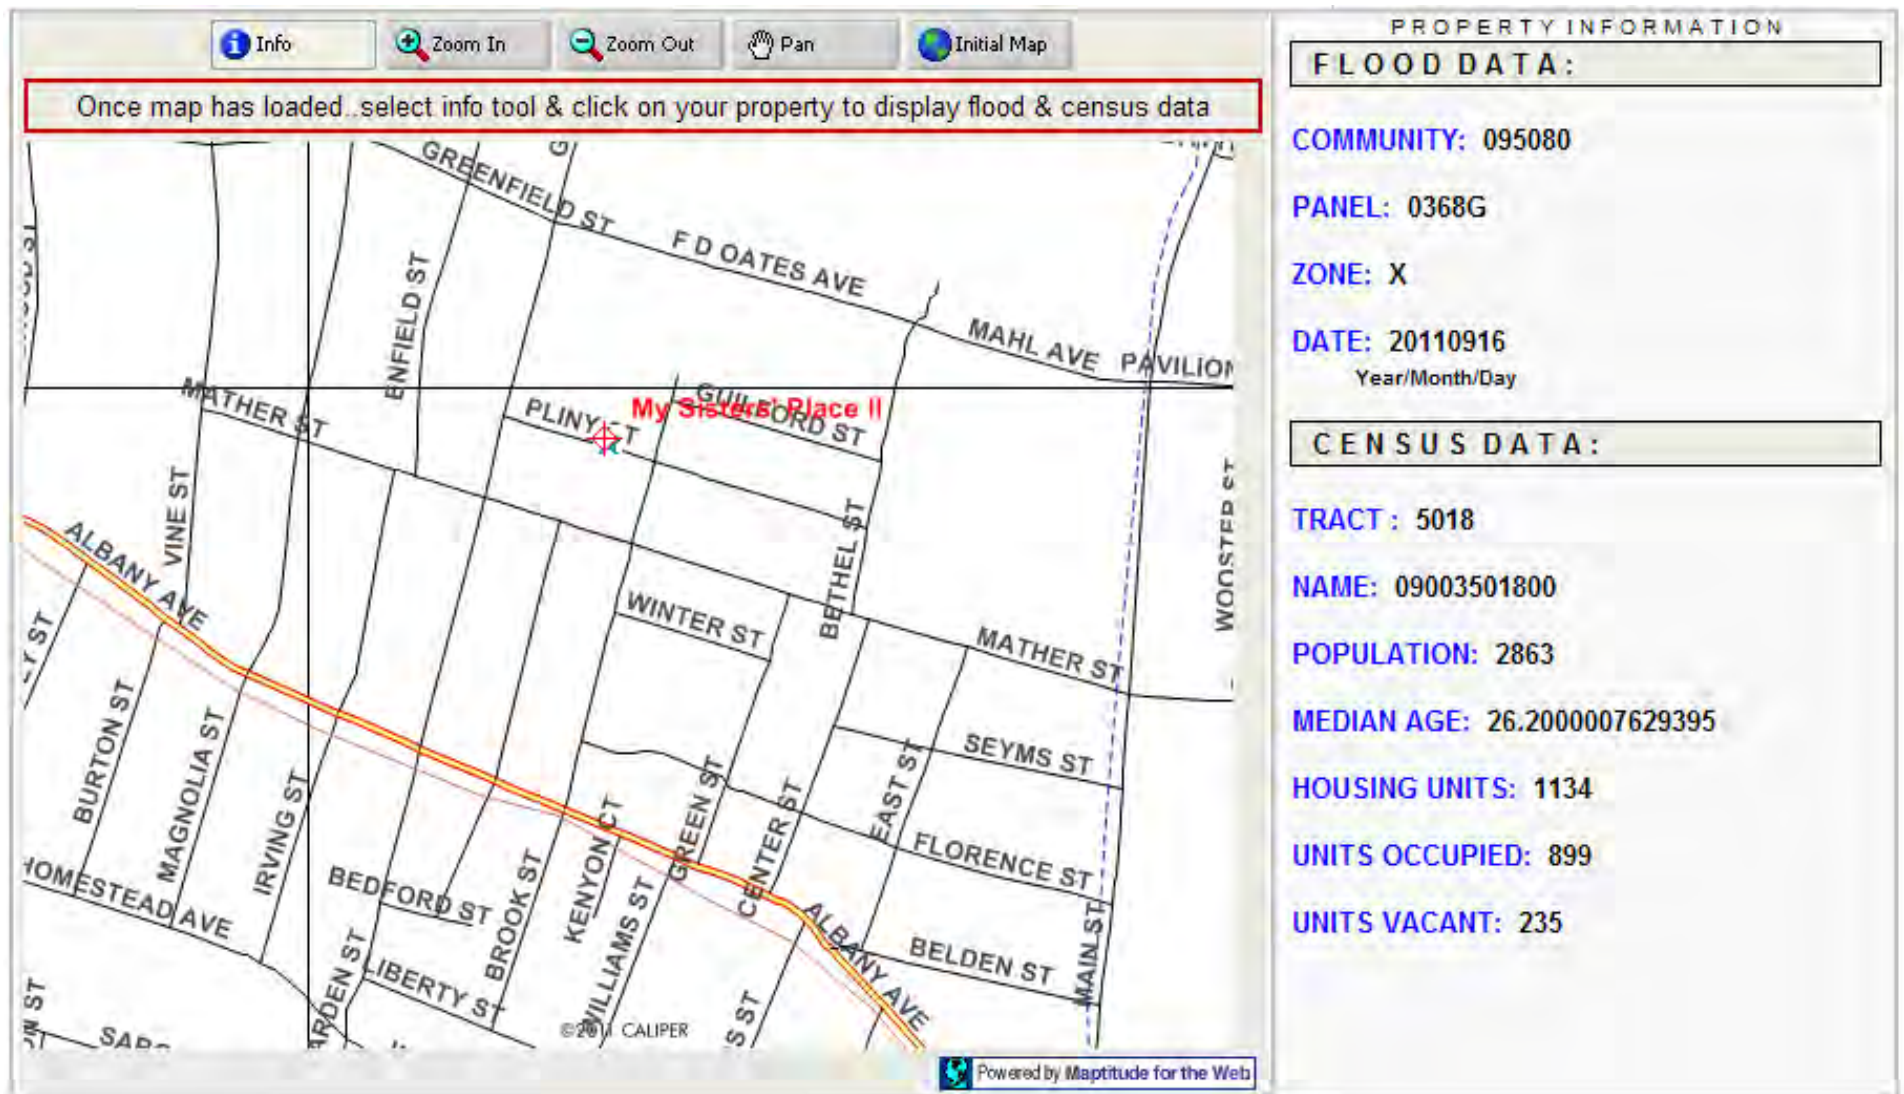 Info
Zoom In
Zoom Out
Pan
Initial Map
Once map has loaded..select info tool & click on your property to display flood & census data
GREENFIELD ST
F D OATES AVE
MAHL AVE
PAVILION
ENFIELD ST
MATHER ST
PLINY ST
GUILFORD ST
My Sisters' Place II
VINE ST
ALBANY AVE
BETHEL ST
WOOSTER ST
WINTER ST
MATHER ST
BURTON ST
MAGNOLIA ST
IRVING ST
SEYMS ST
GREEN ST
CENTER ST
EAST ST
FLORENCE ST
HOMESTEAD AVE
BEDFORD ST
BROOK ST
KENYON CT
WILLIAMS ST
ALBANY AVE
BELDEN ST
MAIN ST
ARDEN ST
LIBERTY ST
S ST
©2011 CALIPER
Powered by Maptitude for the Web
PROPERTY INFORMATION
FLOOD DATA:
COMMUNITY: 095080
PANEL: 0368G
ZONE: X
DATE: 20110916
Year/Month/Day
CENSUS DATA:
TRACT : 5018
NAME: 09003501800
POPULATION: 2863
MEDIAN AGE: 26.2000007629395
HOUSING UNITS: 1134
UNITS OCCUPIED: 899
UNITS VACANT: 235